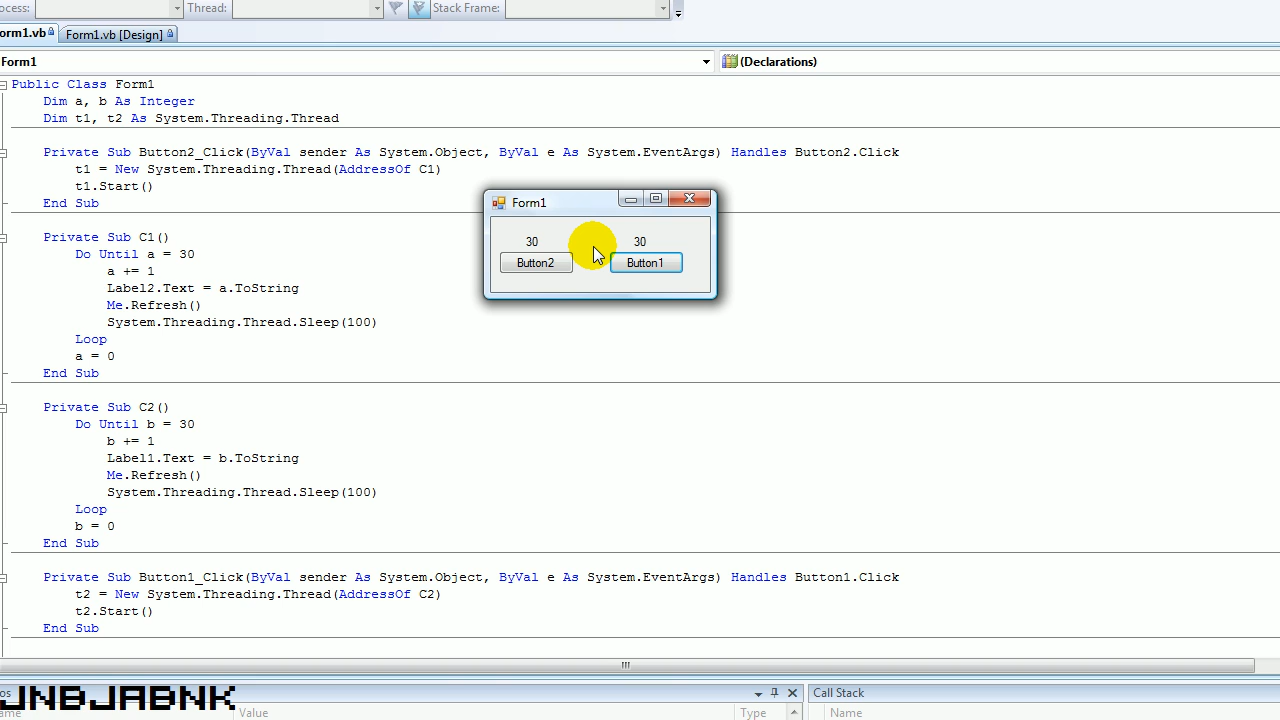 ocess: Thread: Stack Frame:
orm1.vb Form1.vb [Design]
Form1 (Declarations)
Public Class Form1
Dim a, b As Integer
Dim t1, t2 As System.Threading.Thread
Private Sub Button2_Click(ByVal sender As System.Object, ByVal e As System.EventArgs) Handles Button2.Click
t1 = New System.Threading.Thread(AddressOf C1)
t1.Start()
End Sub
Private Sub C1()
Do Until a = 30
a += 1
Label2.Text = a.ToString
Me.Refresh()
System.Threading.Thread.Sleep(100)
Loop
a = 0
End Sub
Private Sub C2()
Do Until b = 30
b += 1
Label1.Text = b.ToString
Me.Refresh()
System.Threading.Thread.Sleep(100)
Loop
b = 0
End Sub
Private Sub Button1_Click(ByVal sender As System.Object, ByVal e As System.EventArgs) Handles Button1.Click
t2 = New System.Threading.Thread(AddressOf C2)
t2.Start()
End Sub
Form1
30 30
Button2 Button1
os Call Stack
ame Value Type Name
JNBJABNK